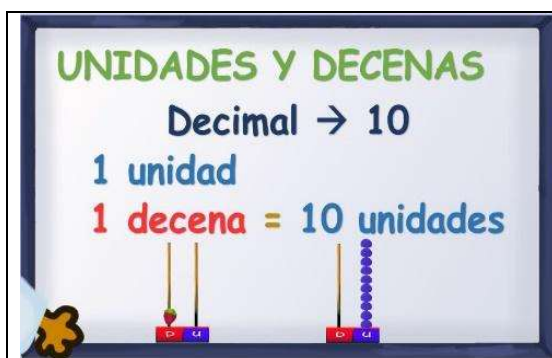 UNIDADES Y DECENAS
Decimal → 10
1 unidad
1 decena = 10 unidades
D U D U